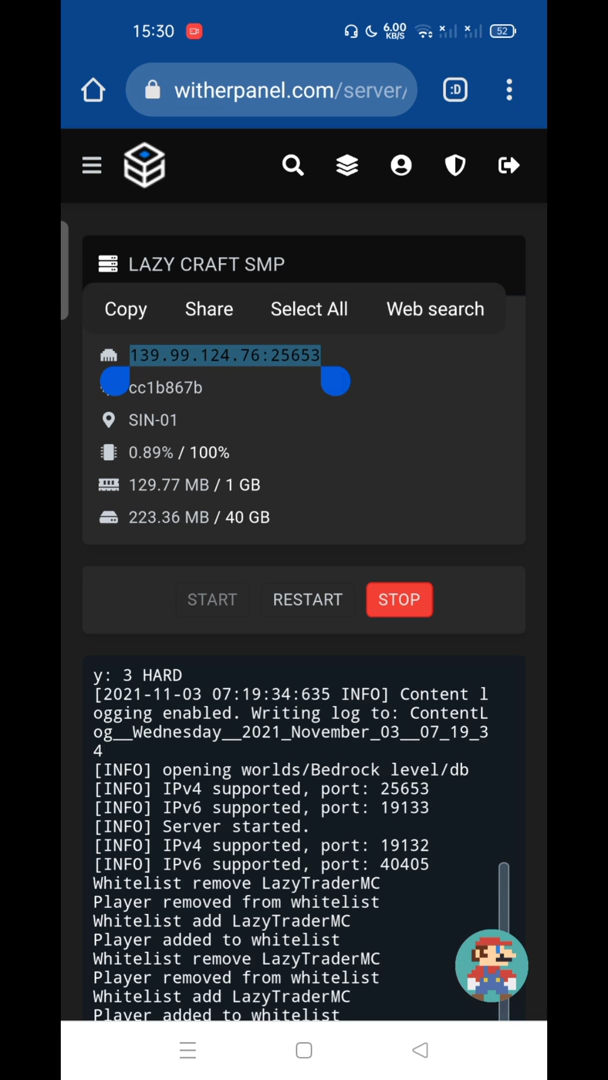 15:30
6.00
KB/S
52
witherpanel.com/server/
:D
LAZY CRAFT SMP
Copy
Share
Select All
Web search
139.99.124.76:25653
cc1b867b
SIN-01
0.89% / 100%
129.77 MB / 1 GB
223.36 MB / 40 GB
START
RESTART
STOP
y: 3 HARD
[2021-11-03 07:19:34:635 INFO] Content l
ogging enabled. Writing log to: ContentL
og__Wednesday__2021_November_03__07_19_3
4
[INFO] opening worlds/Bedrock level/db
[INFO] IPv4 supported, port: 25653
[INFO] IPv6 supported, port: 19133
[INFO] Server started.
[INFO] IPv4 supported, port: 19132
[INFO] IPv6 supported, port: 40405
Whitelist remove LazyTraderMC
Player removed from whitelist
Whitelist add LazyTraderMC
Player added to whitelist
Whitelist remove LazyTraderMC
Player removed from whitelist
Whitelist add LazyTraderMC
Player added to whitelist